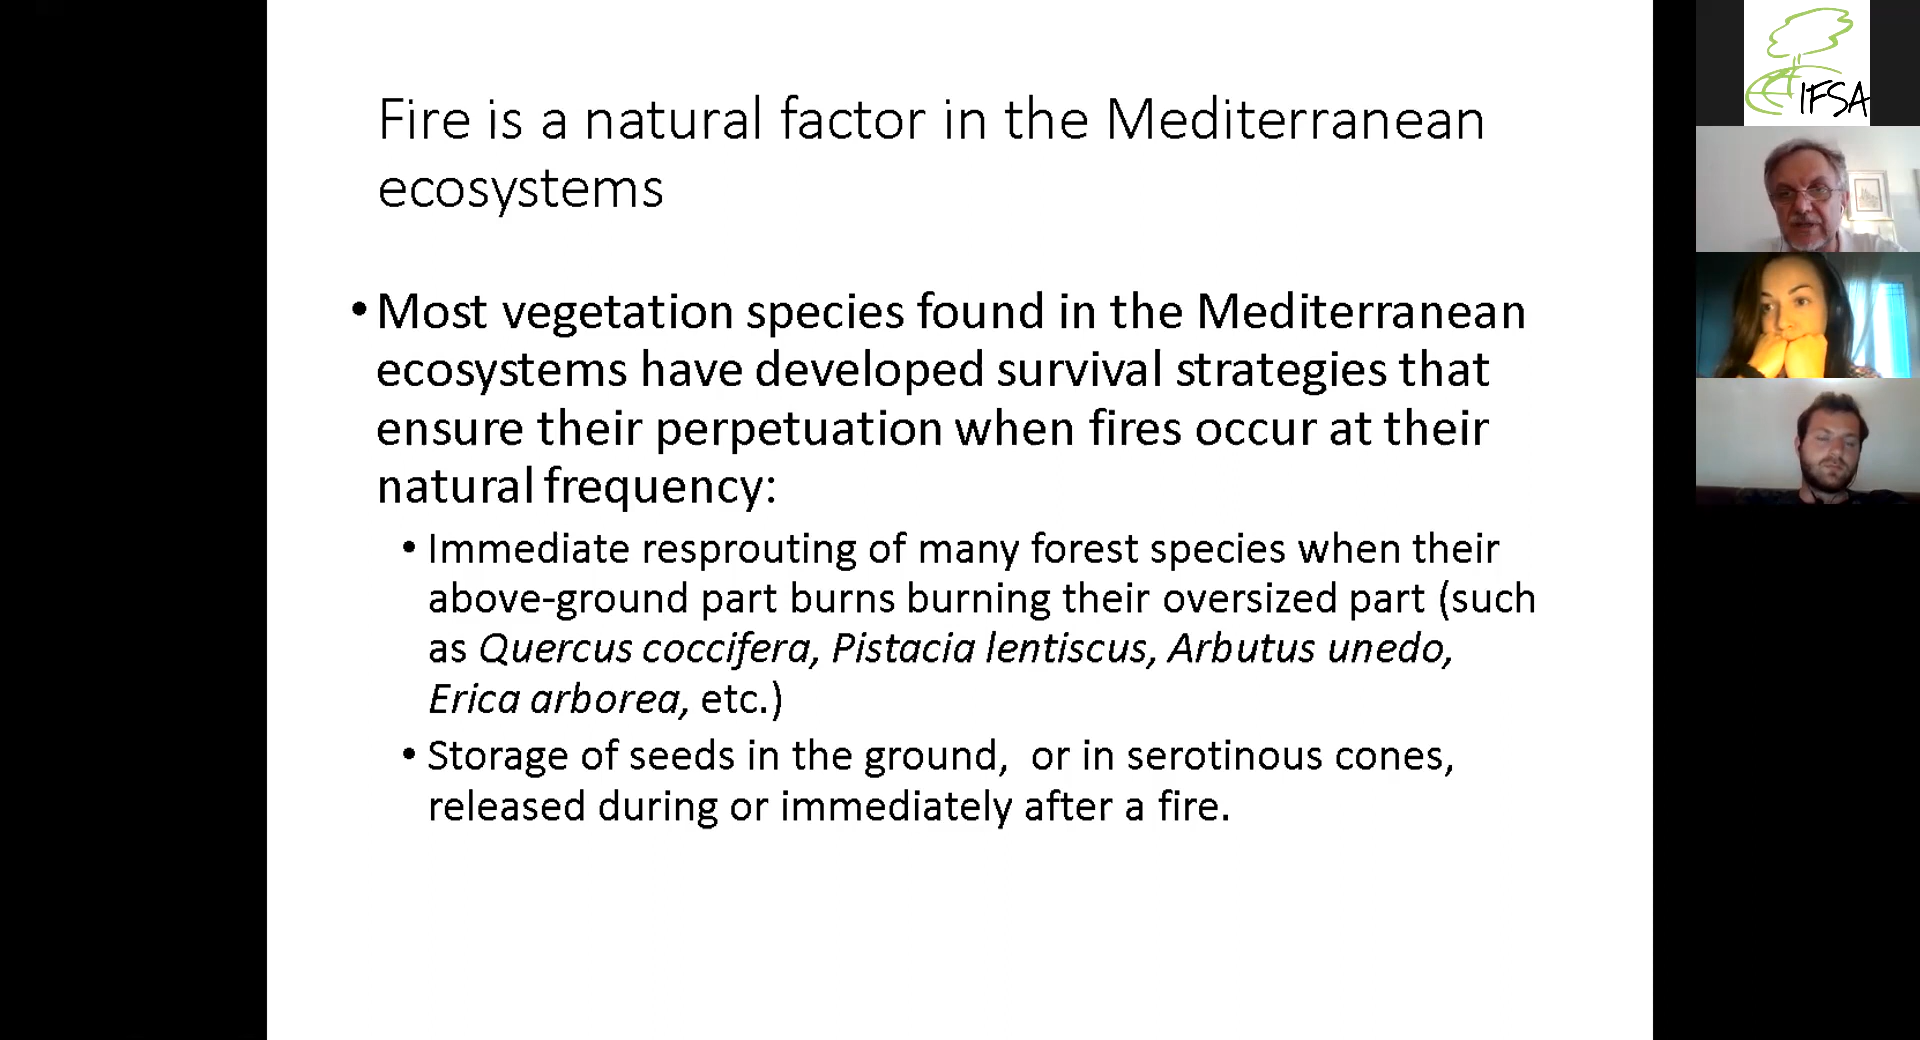 Fire is a natural factor in the Mediterranean
ecosystems
• Most vegetation species found in the Mediterranean
ecosystems have developed survival strategies that
ensure their perpetuation when fires occur at their
natural frequency:
• Immediate resprouting of many forest species when their
above-ground part burns burning their oversized part (such
as Quercus coccifera, Pistacia lentiscus, Arbutus unedo,
Erica arborea, etc.)
• Storage of seeds in the ground,  or in serotinous cones,
released during or immediately after a fire.
IFSA